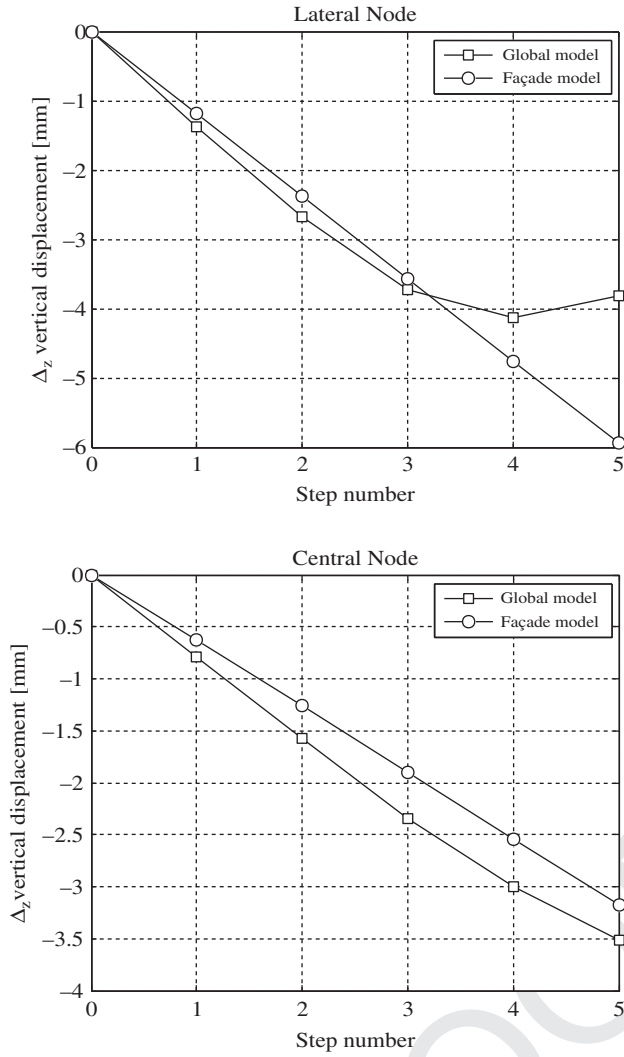 Lateral Node
0
−1
−2
−3
−4
−5
−6
Δz vertical displacement [mm]
Global model
Façade model
0 1 2 3 4 5
Step number
Central Node
0
−0.5
−1
−1.5
−2
−2.5
−3
−3.5
−4
Δz vertical displacement [mm]
Global model
Façade model
0 1 2 3 4 5
Step number